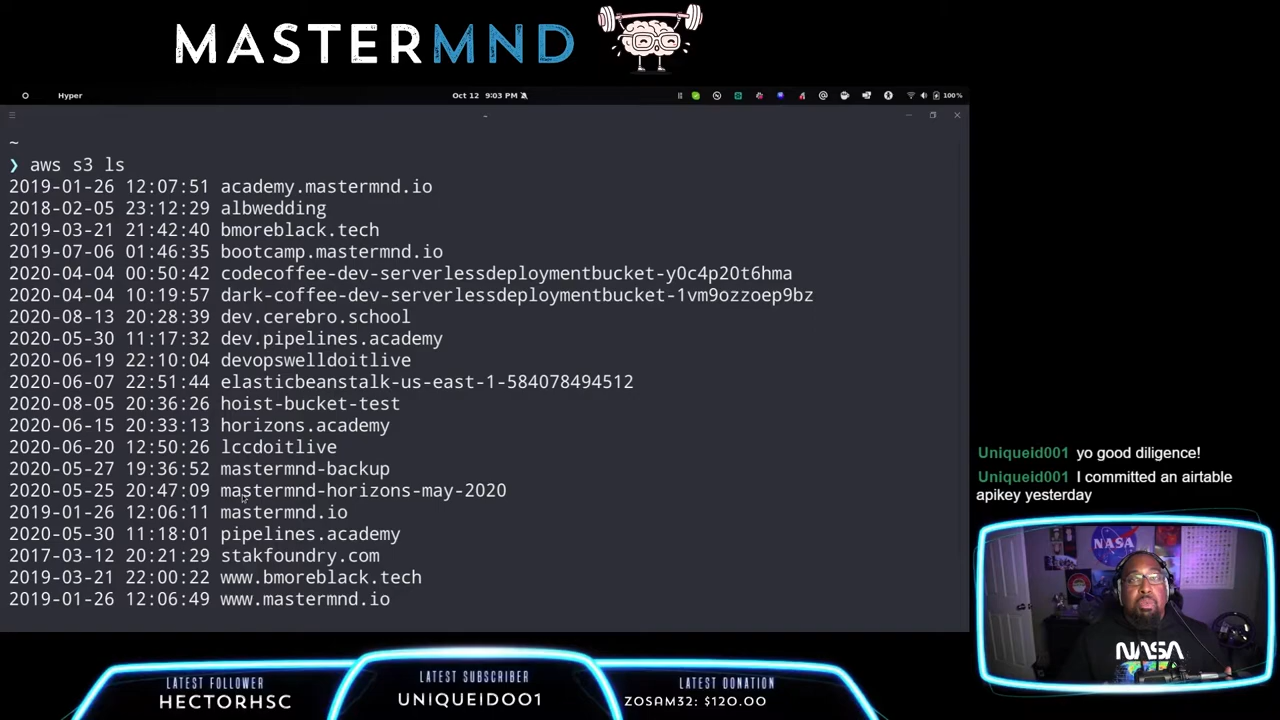 MASTERMND
Hyper
Oct 12 9:03 PM
100%
~
❯ aws s3 ls
2019-01-26 12:07:51 academy.mastermnd.io
2018-02-05 23:12:29 albwedding
2019-03-21 21:42:40 bmoreblack.tech
2019-07-06 01:46:35 bootcamp.mastermnd.io
2020-04-04 00:50:42 codecoffee-dev-serverlessdeploymentbucket-y0c4p20t6hma
2020-04-04 10:19:57 dark-coffee-dev-serverlessdeploymentbucket-1vm9ozzoep9bz
2020-08-13 20:28:39 dev.cerebro.school
2020-05-30 11:17:32 dev.pipelines.academy
2020-06-19 22:10:04 devopswelldoitlive
2020-06-07 22:51:44 elasticbeanstalk-us-east-1-584078494512
2020-08-05 20:36:26 hoist-bucket-test
2020-06-15 20:33:13 horizons.academy
2020-06-20 12:50:26 lccdoitlive
2020-05-27 19:36:52 mastermnd-backup
2020-05-25 20:47:09 mastermnd-horizons-may-2020
2019-01-26 12:06:11 mastermnd.io
2020-05-30 11:18:01 pipelines.academy
2017-03-12 20:21:29 stakfoundry.com
2019-03-21 22:00:22 www.bmoreblack.tech
2019-01-26 12:06:49 www.mastermnd.io
Uniqueid001 yo good diligence!
Uniqueid001 I committed an airtable
apikey yesterday
NASA
NASA
LATEST FOLLOWER
HECTORHSC
LATEST SUBSCRIBER
UNIQUEID001
LATEST DONATION
ZOSAM32: $120.00